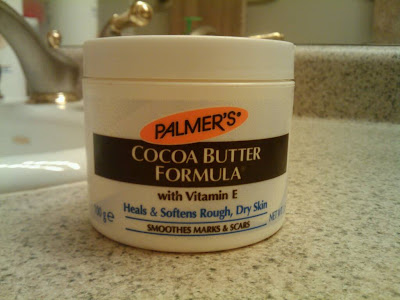 PALMER'S®
COCOA BUTTER
FORMULA®
with Vitamin E
Heals & Softens Rough, Dry Skin
SMOOTHES MARKS & SCARS